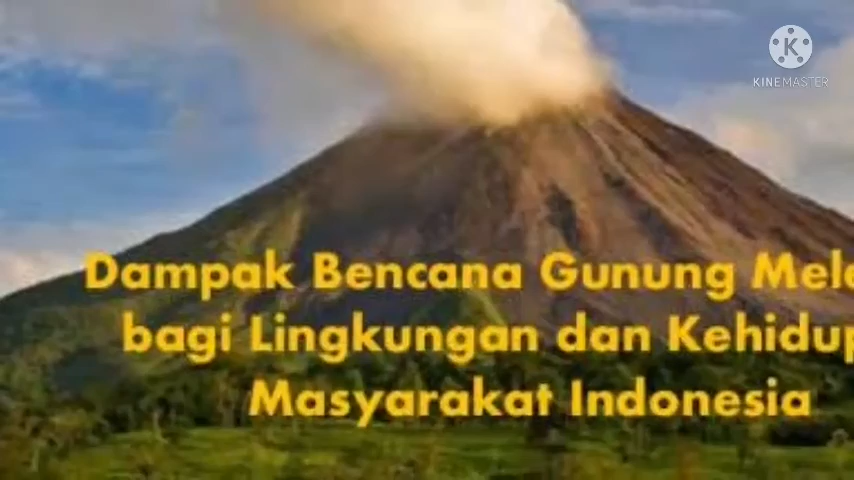 KINEMASTER
Dampak Bencana Gunung
bagi Lingkungan dan
Masyarakat Indonesia